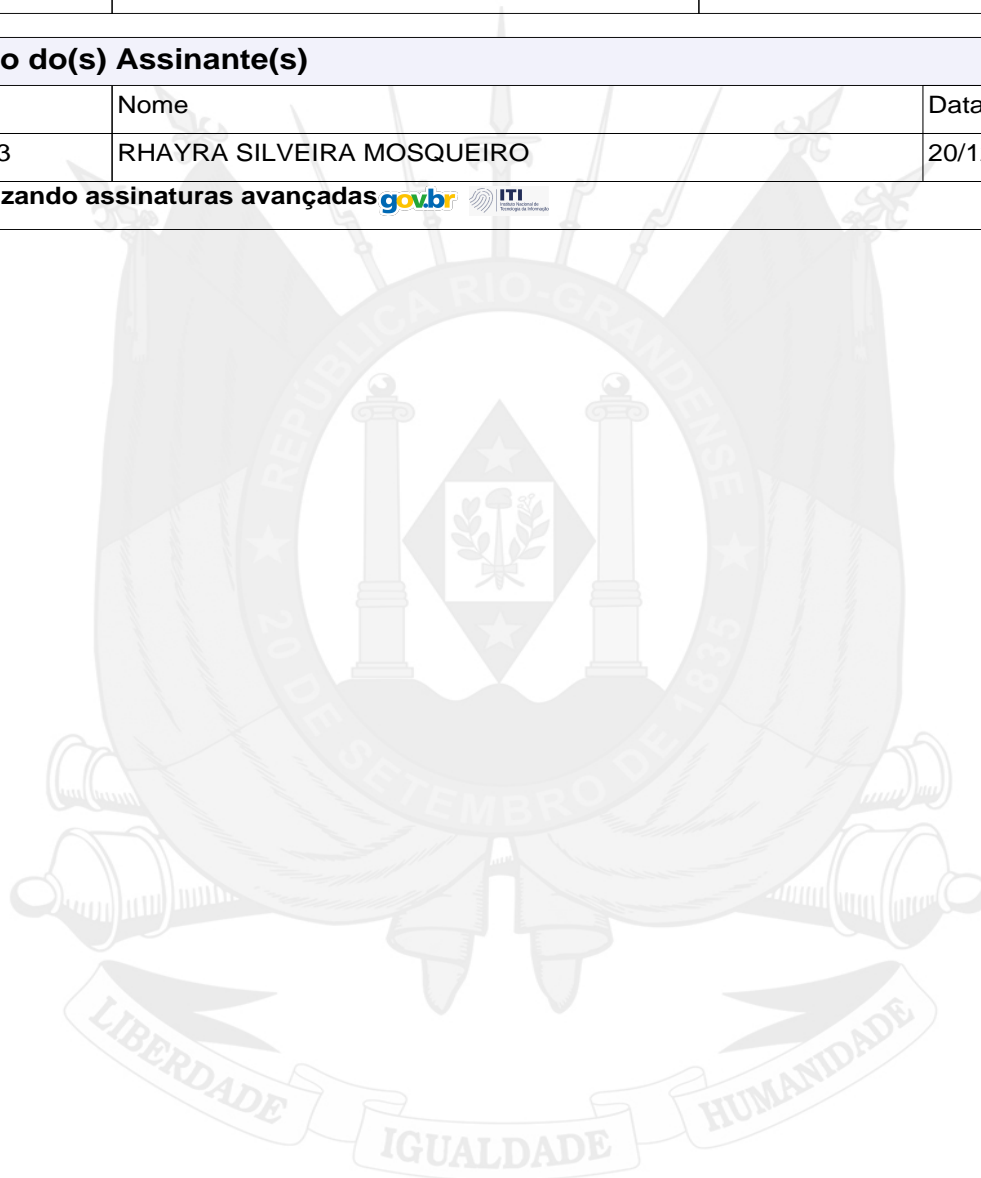 o do(s) Assinante(s)
Nome Data
3 RHAYRA SILVEIRA MOSQUEIRO 20/1
zando assinaturas avançadas gov.br ITI
REPÚBLICA RIO-GRANDENSE
20 DE SETEMBRO DE 1835
LIBERDADE IGUALDADE HUMANIDADE